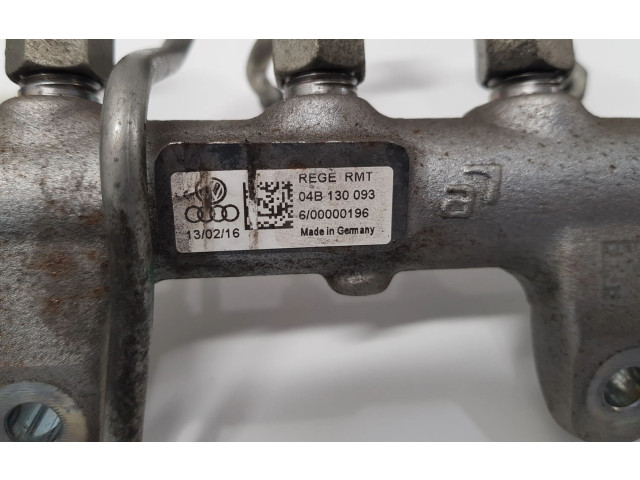 REGE RMT
04B 130 093
6/00000196
13/02/16
Made in Germany